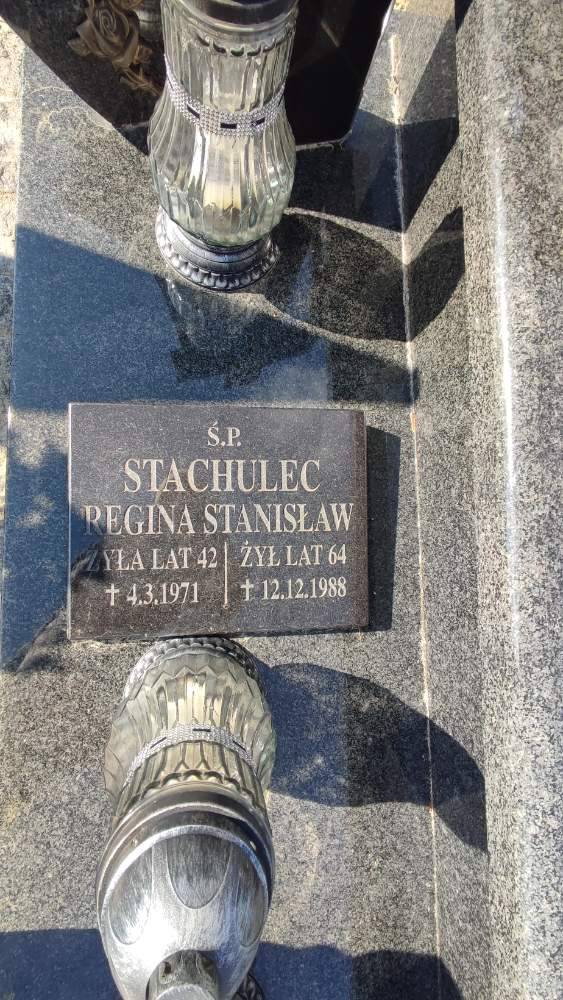 Ś.P.
STACHULEC
REGINA STANISŁAW
ŻYŁA LAT 42 ŻYŁ LAT 64
✝ 4.3.1971 ✝ 12.12.1988